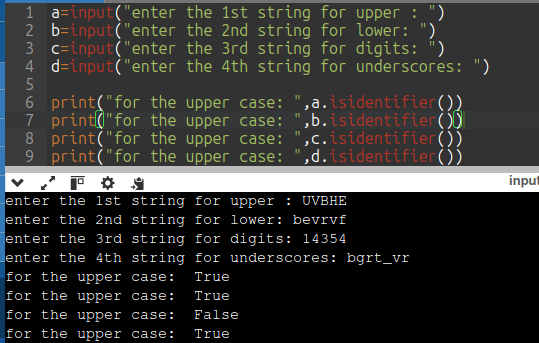 1 a=input("enter the 1st string for upper : ")
2 b=input("enter the 2nd string for lower: ")
3 c=input("enter the 3rd string for digits: ")
4 d=input("enter the 4th string for underscores: ")
5
6 print("for the upper case: ",a.isidentifier())
7 print("for the upper case: ",b.isidentifier())
8 print("for the upper case: ",c.isidentifier())
9 print("for the upper case: ",d.isidentifier())
input
enter the 1st string for upper : UVBHE
enter the 2nd string for lower: bevrvf
enter the 3rd string for digits: 14354
enter the 4th string for underscores: bgrt_vr
for the upper case:  True
for the upper case:  True
for the upper case:  False
for the upper case:  True